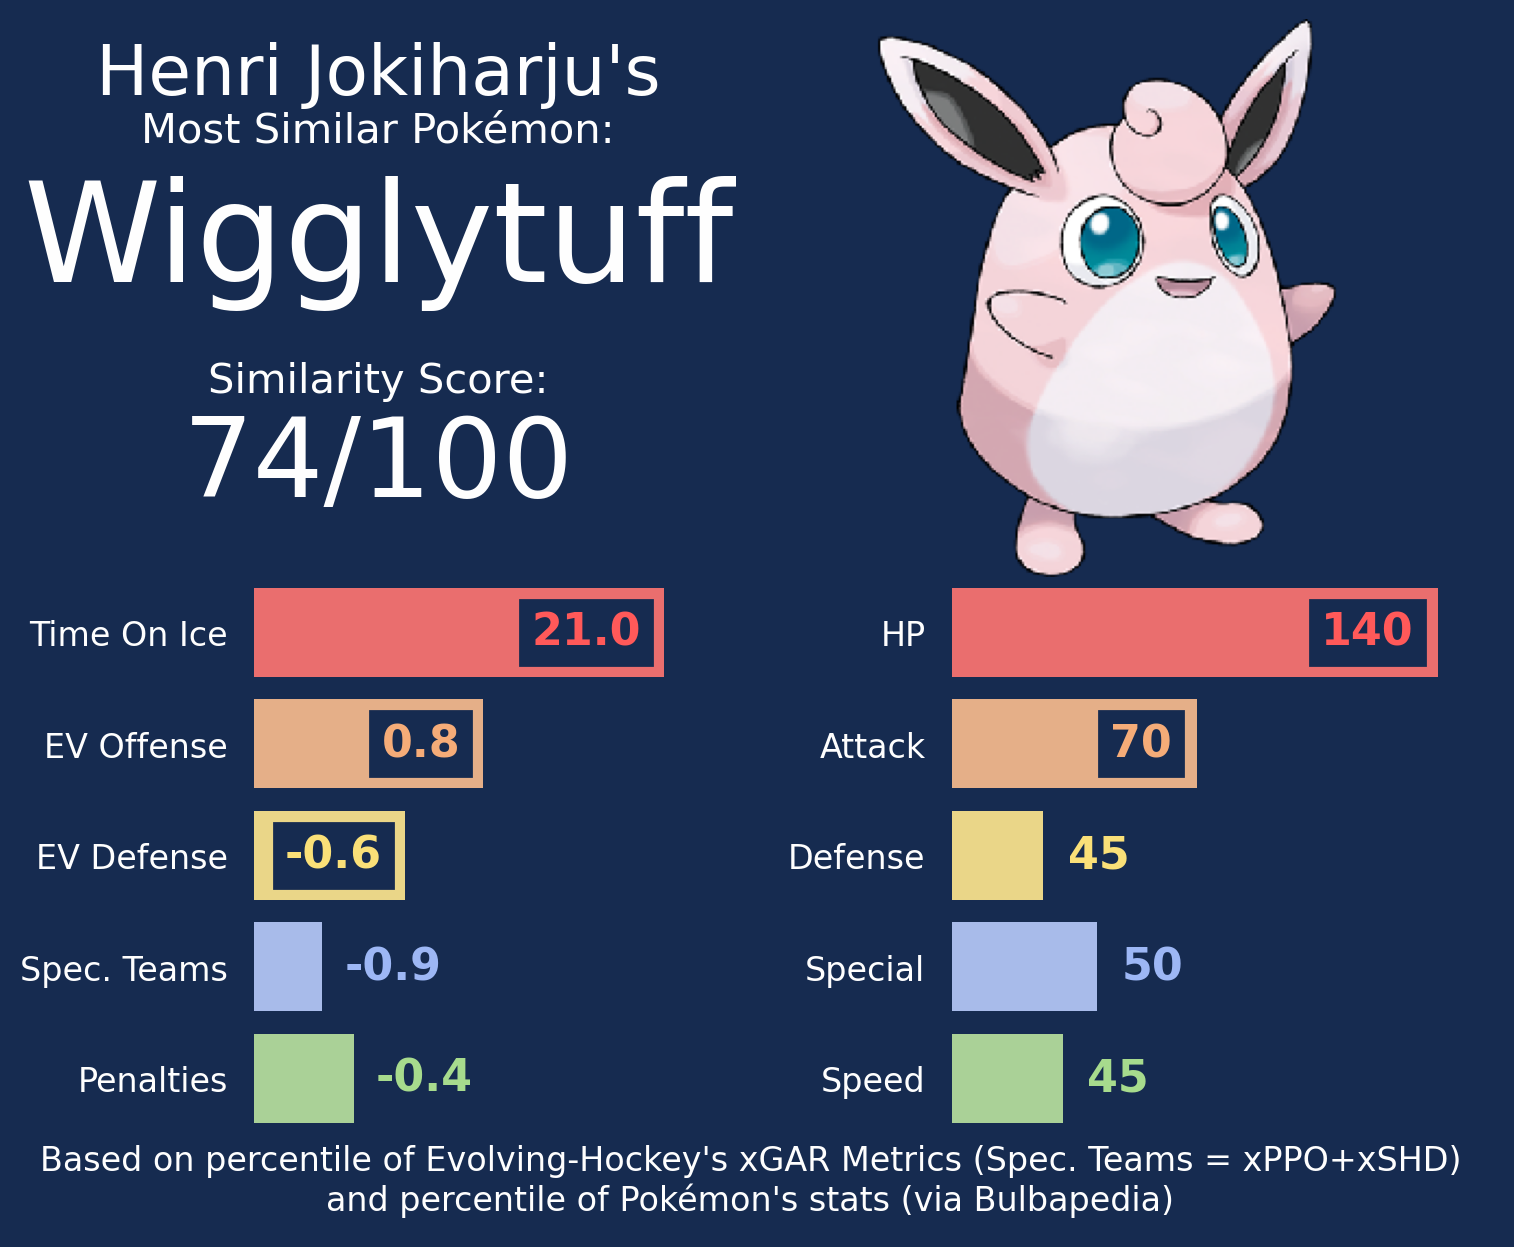 Henri Jokiharju's
Most Similar Pokémon:
Wigglytuff
Similarity Score:
74/100
Time On Ice 21.0
EV Offense 0.8
EV Defense -0.6
Spec. Teams -0.9
Penalties -0.4
HP 140
Attack 70
Defense 45
Special 50
Speed 45
Based on percentile of Evolving-Hockey's xGAR Metrics (Spec. Teams = xPPO+xSHD)
and percentile of Pokémon's stats (via Bulbapedia)